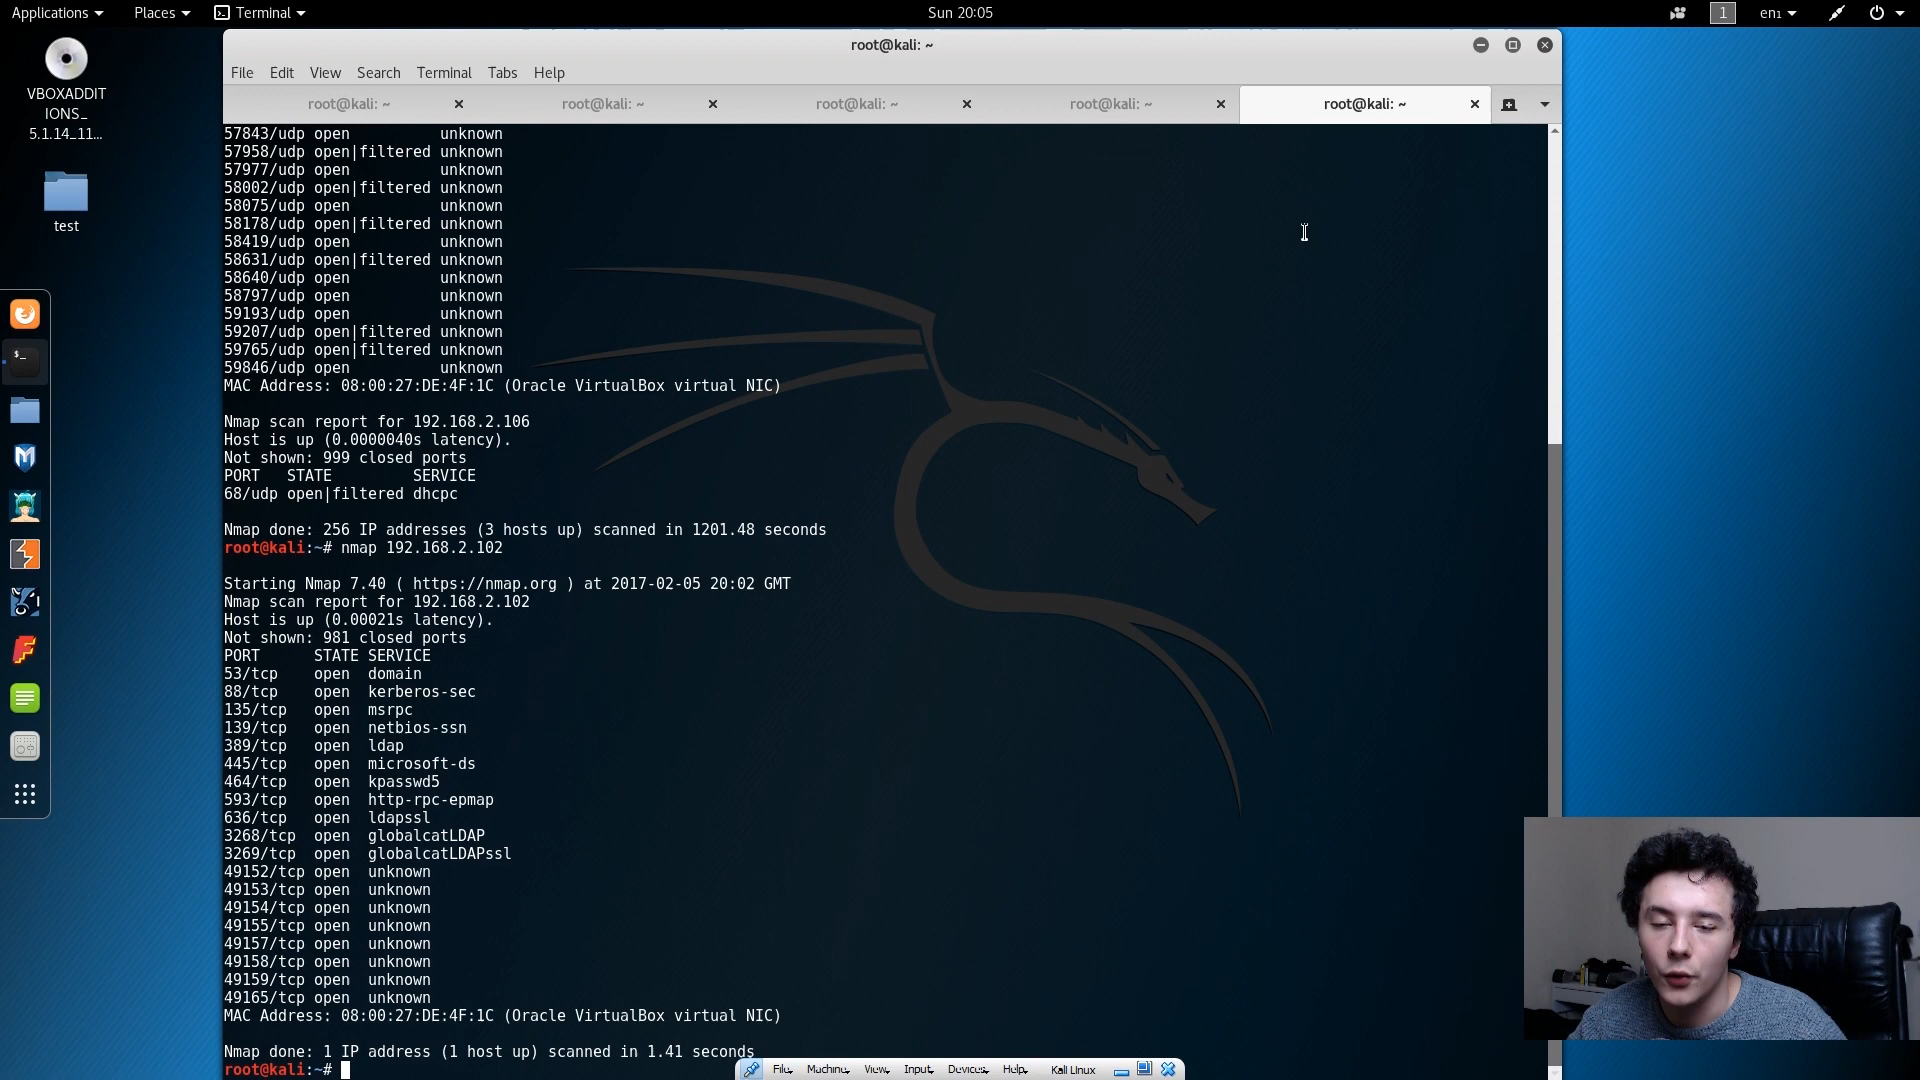 Applications Places Terminal Sun 20:05 1 en1
root@kali: ~
File Edit View Search Terminal Tabs Help
root@kali: ~ root@kali: ~ root@kali: ~ root@kali: ~ root@kali: ~
VBOXADDIT
IONS_
5.1.14_11...
test
57843/udp open unknown
57958/udp open|filtered unknown
57977/udp open unknown
58002/udp open|filtered unknown
58075/udp open unknown
58178/udp open|filtered unknown
58419/udp open unknown
58631/udp open|filtered unknown
58640/udp open unknown
58797/udp open unknown
59193/udp open unknown
59207/udp open|filtered unknown
59765/udp open|filtered unknown
59846/udp open unknown
MAC Address: 08:00:27:DE:4F:1C (Oracle VirtualBox virtual NIC)
Nmap scan report for 192.168.2.106
Host is up (0.0000040s latency).
Not shown: 999 closed ports
PORT STATE SERVICE
68/udp open|filtered dhcpc
Nmap done: 256 IP addresses (3 hosts up) scanned in 1201.48 seconds
root@kali:~# nmap 192.168.2.102
Starting Nmap 7.40 ( https://nmap.org ) at 2017-02-05 20:02 GMT
Nmap scan report for 192.168.2.102
Host is up (0.00021s latency).
Not shown: 981 closed ports
PORT STATE SERVICE
53/tcp open domain
88/tcp open kerberos-sec
135/tcp open msrpc
139/tcp open netbios-ssn
389/tcp open ldap
445/tcp open microsoft-ds
464/tcp open kpasswd5
593/tcp open http-rpc-epmap
636/tcp open ldapssl
3268/tcp open globalcatLDAP
3269/tcp open globalcatLDAPssl
49152/tcp open unknown
49153/tcp open unknown
49154/tcp open unknown
49155/tcp open unknown
49157/tcp open unknown
49158/tcp open unknown
49159/tcp open unknown
49165/tcp open unknown
MAC Address: 08:00:27:DE:4F:1C (Oracle VirtualBox virtual NIC)
Nmap done: 1 IP address (1 host up) scanned in 1.41 seconds
root@kali:~#
File Machine View Input Devices Help Kali Linux